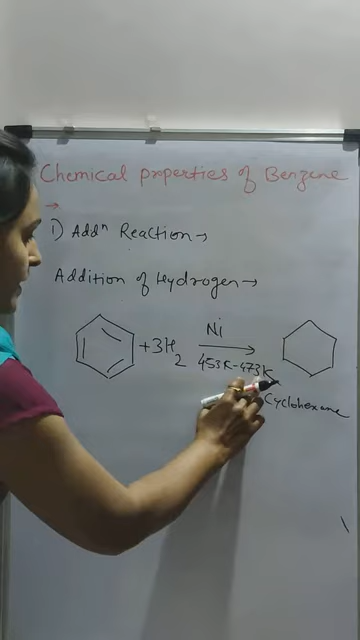 Chemical properties of Benzene
→
1) Addⁿ Reaction →
Addition of Hydrogen →
+3H₂ Ni →
453K-473K
Cyclohexane